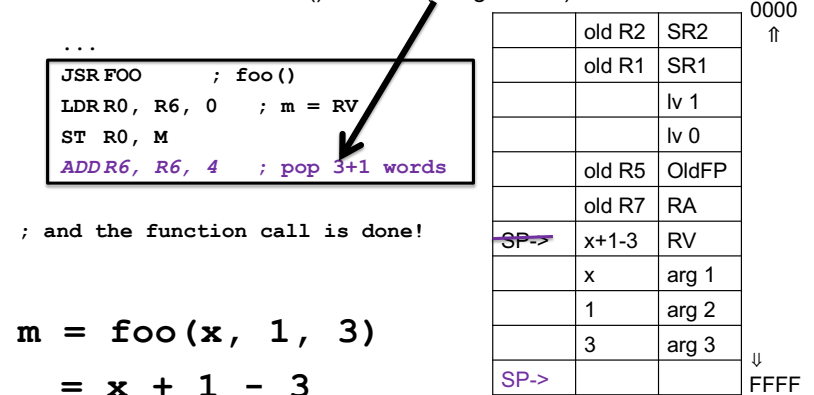 ...
JSR FOO ; foo()
LDR R0, R6, 0 ; m = RV
ST R0, M
ADD R6, R6, 4 ; pop 3+1 words
; and the function call is done!
m = foo(x, 1, 3)
= x + 1 - 3
0000
⇑
old R2 SR2
old R1 SR1
lv 1
lv 0
old R5 OldFP
old R7 RA
SP-> x+1-3 RV
x arg 1
1 arg 2
3 arg 3
SP->
⇓
FFFF